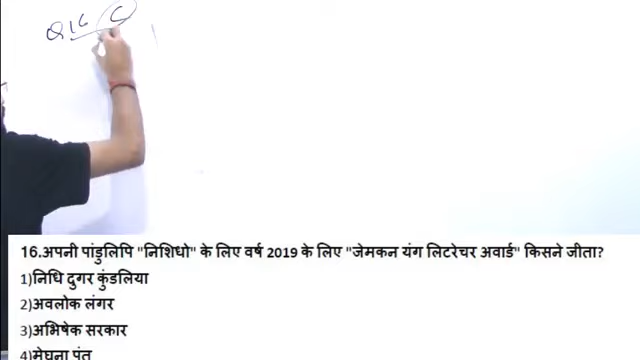 Q16 C
16.अपनी पांडुलिपि "निशिधो" के लिए वर्ष 2019 के लिए "जेमकन यंग लिटरेचर अवार्ड" किसने जीता?
1)निधि दुगर कुंडलिया
2)अवलोक लंगर
3)अभिषेक सरकार
4)मेघना पंत